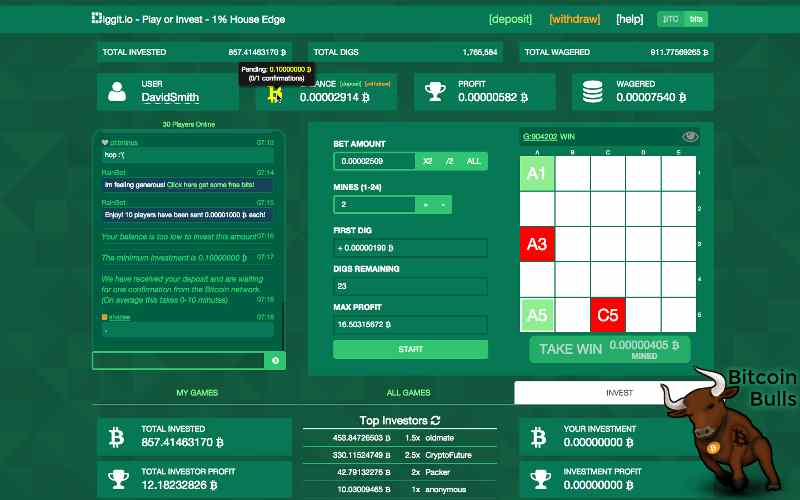 Diggit.io - Play or Invest - 1% House Edge
[deposit] [withdraw] [help] BTC bits
TOTAL INVESTED 857.41463170 ₿
TOTAL DIGS 1,765,584
TOTAL WAGERED 911.77569265 ₿
Pending: 0.10000000 ₿
(0/1 confirmations)
USER
DavidSmith
BALANCE [deposit] [withdraw]
0.00002914 ₿
PROFIT
0.00000582 ₿
WAGERED
0.00007540 ₿
30 Players Online
07:13
hop :'(
RainBot 07:14
Im feeling generous! Click here get some free bits!
RainBot 07:15
Enjoy! 10 players have been sent 0.00001000 ₿ each!
Your balance is too low to invest this amount 07:16
The minimum investment is 0.10000000 ₿ 07:17
We have received your deposit and are waiting
for one confirmation from the Bitcoin network.
(On average this takes 0-10 minutes) 07:18
07:18
.
BET AMOUNT
0.00002509 X2 /2 ALL
MINES (1-24)
2 + -
FIRST DIG
+ 0.00000190 ₿
DIGS REMAINING
23
MAX PROFIT
16.50315672 ₿
START
G:904202 WIN
A B C D E
A1 1
2
A3 3
4
A5 C5 5
TAKE WIN 0.00000405 ₿
MINED
MY GAMES ALL GAMES INVEST
TOTAL INVESTED
857.41463170 ₿
TOTAL INVESTOR PROFIT
12.18232826 ₿
Top Investors
453.84726503 ₿ 1.5x oldmate
330.11524749 ₿ 2.5x CryptoFuture
42.79132275 ₿ 2x Packer
10.03009465 ₿ 1x anonymous
YOUR INVESTMENT
0.00000000 ₿
INVESTMENT PROFIT
0.00000000 ₿
Bitcoin
Bulls